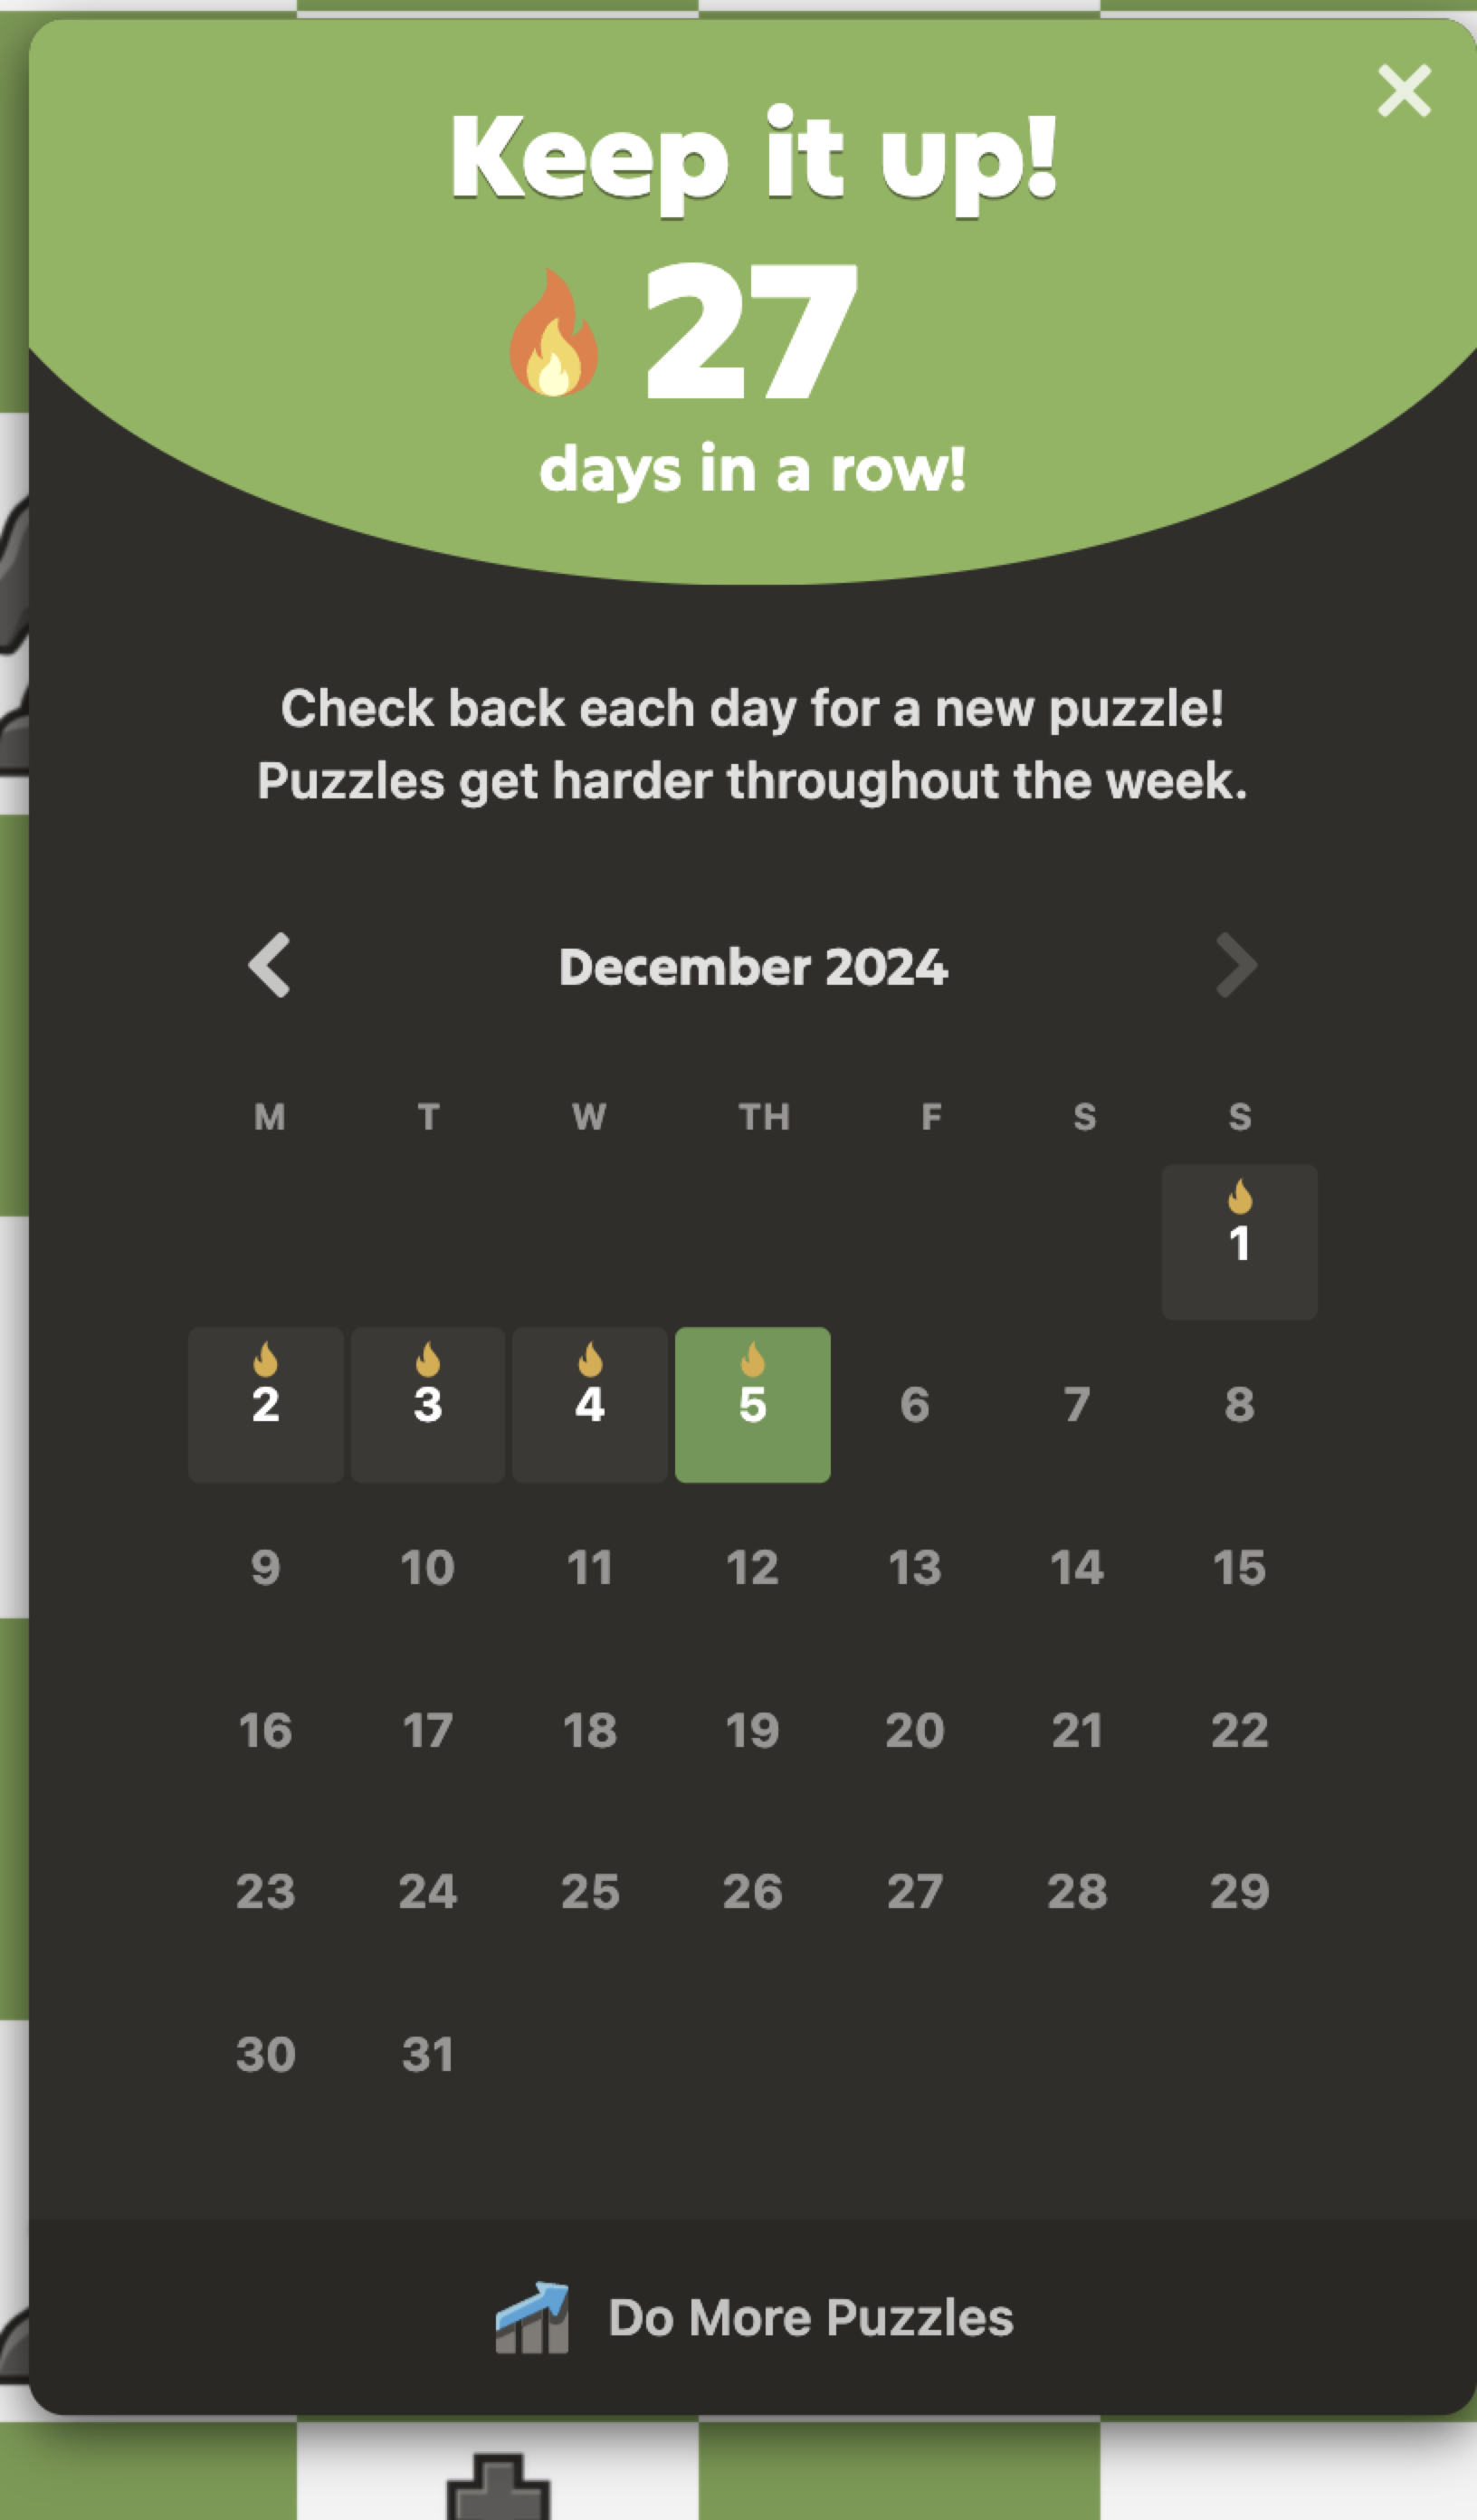 Keep it up!
27
days in a row!
Check back each day for a new puzzle!
Puzzles get harder throughout the week.
December 2024
M T W TH F S S
1
2 3 4 5 6 7 8
9 10 11 12 13 14 15
16 17 18 19 20 21 22
23 24 25 26 27 28 29
30 31
Do More Puzzles